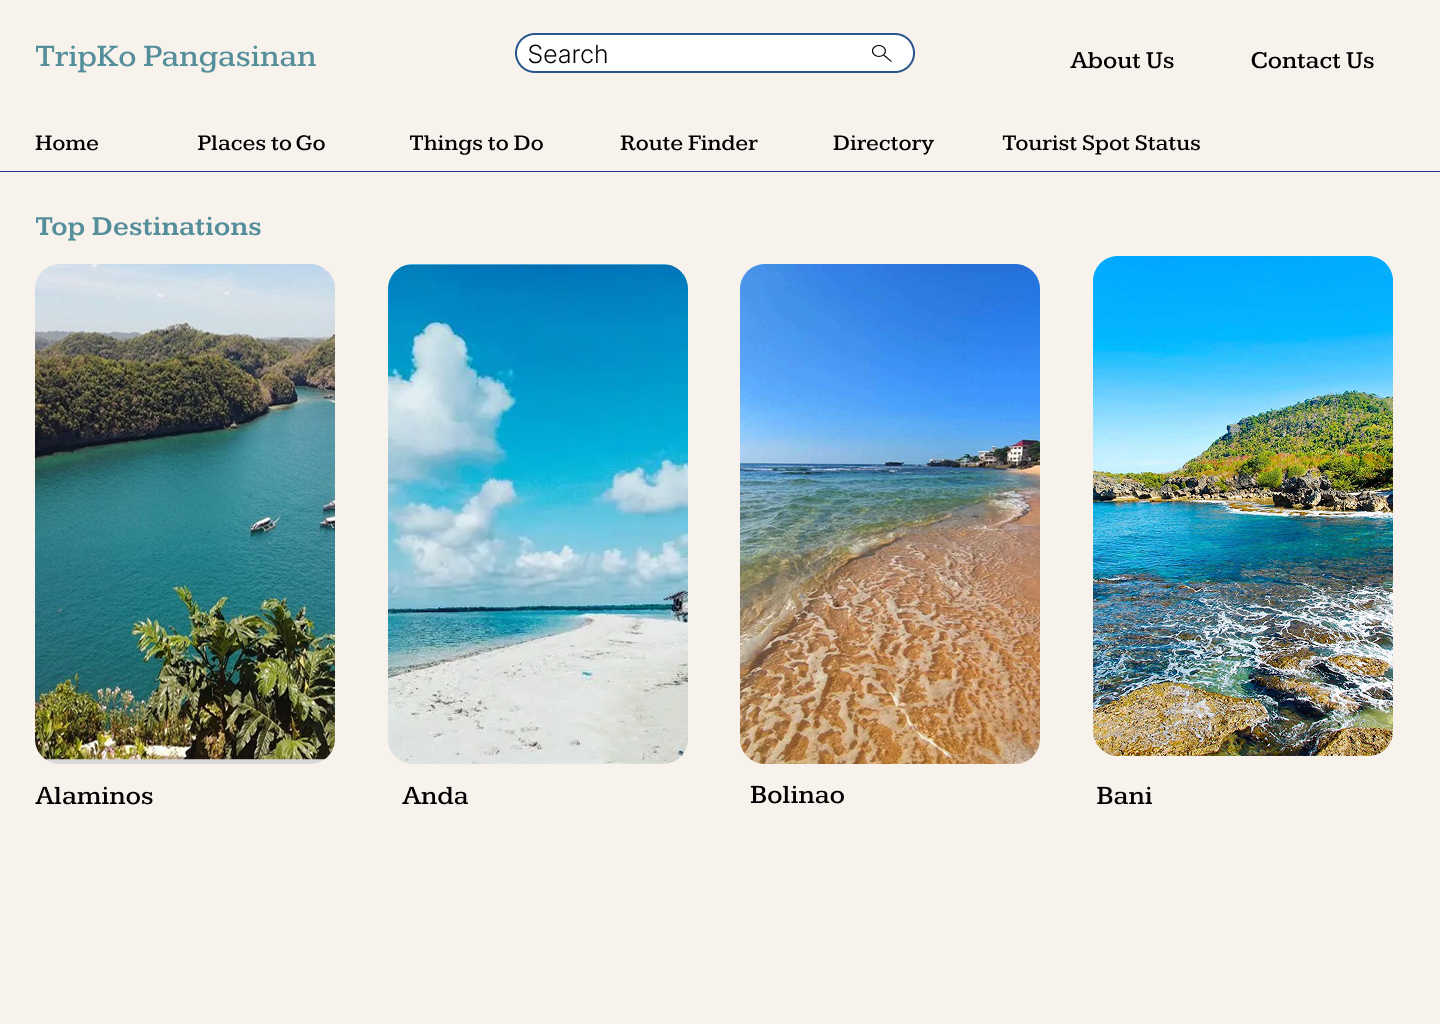 TripKo Pangasinan
Search
About Us
Contact Us
Home
Places to Go
Things to Do
Route Finder
Directory
Tourist Spot Status
Top Destinations
Alaminos
Anda
Bolinao
Bani